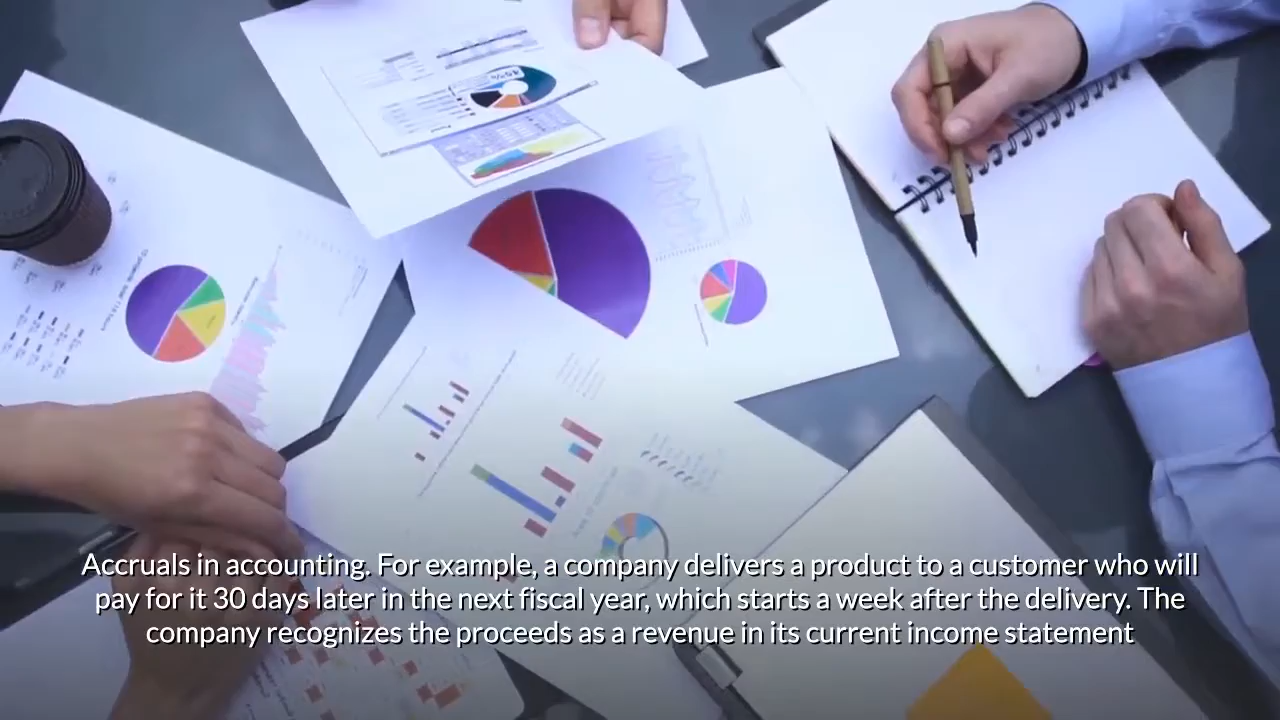 Accruals in accounting. For example, a company delivers a product to a customer who will
pay for it 30 days later in the next fiscal year, which starts a week after the delivery. The
company recognizes the proceeds as a revenue in its current income statement